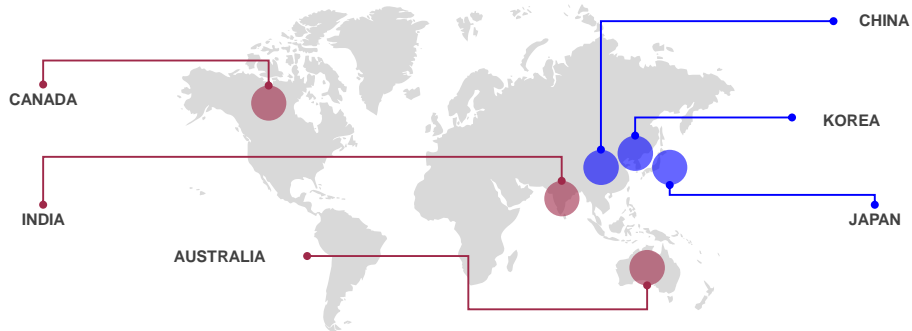 CHINA
CANADA
KOREA
INDIA
JAPAN
AUSTRALIA